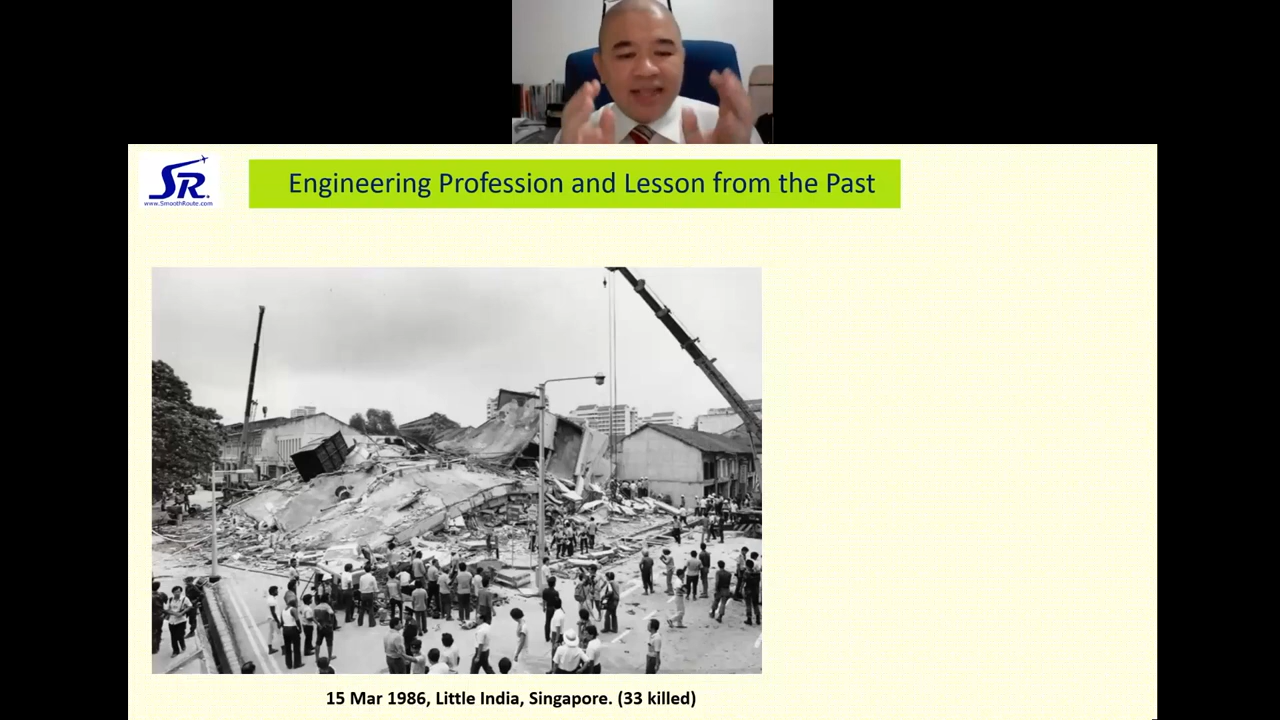 SR.
www.SmoothRoute.com
Engineering Profession and Lesson from the Past
15 Mar 1986, Little India, Singapore. (33 killed)